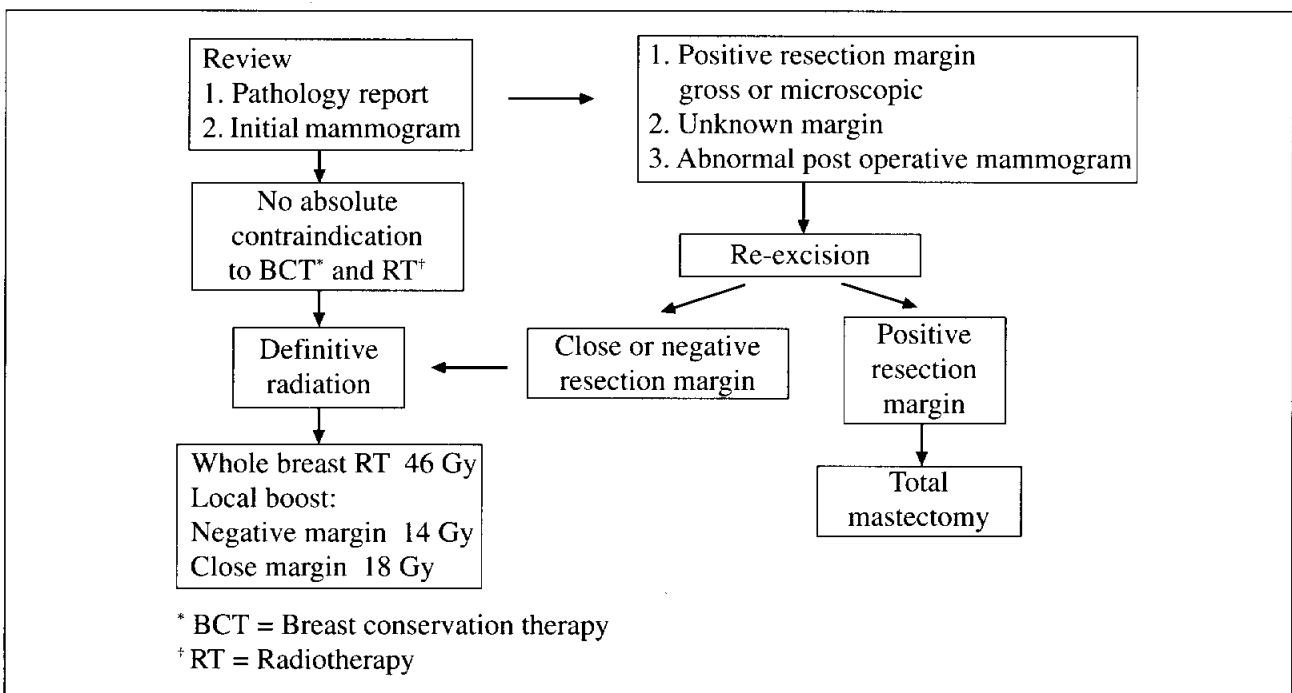 Review
1. Pathology report
2. Initial mammogram
1. Positive resection margin
gross or microscopic
2. Unknown margin
3. Abnormal post operative mammogram
No absolute
contraindication
to BCT* and RT†
Re-excision
Definitive
radiation
Close or negative
resection margin
Positive
resection
margin
Whole breast RT 46 Gy
Local boost:
Negative margin 14 Gy
Close margin 18 Gy
Total
mastectomy
* BCT = Breast conservation therapy
† RT = Radiotherapy